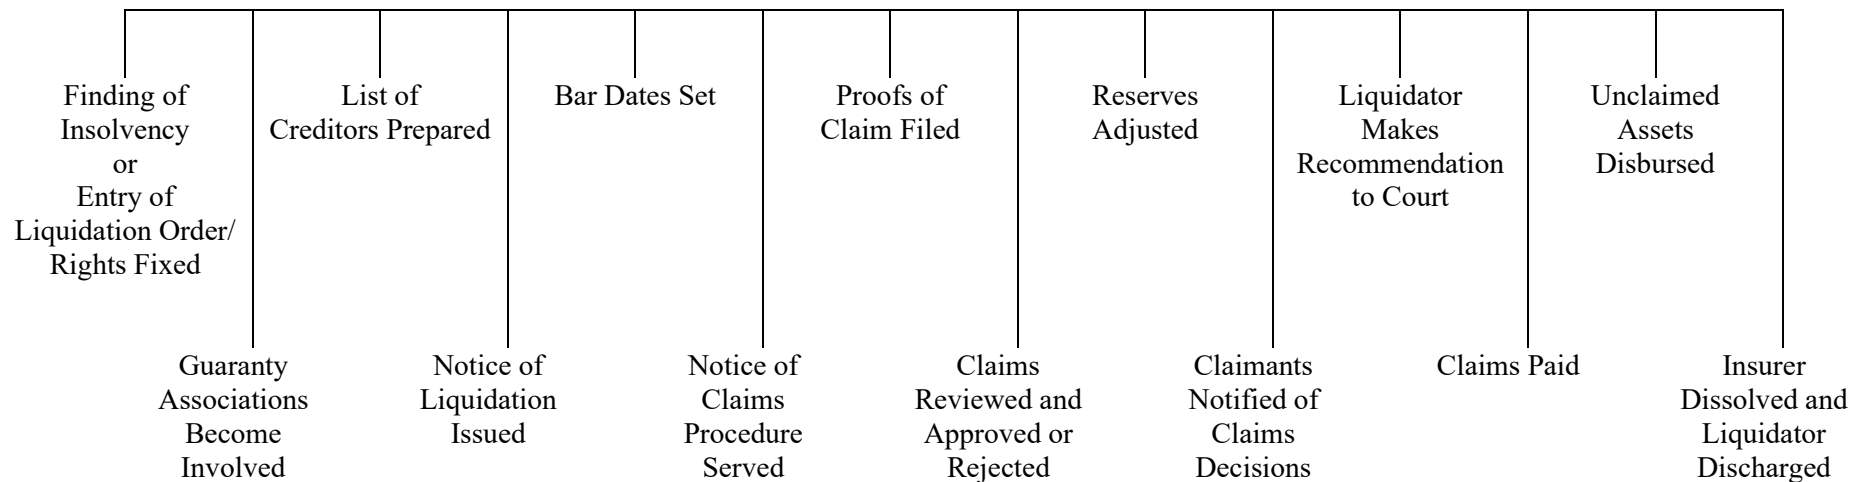 Finding of
Insolvency
or
Entry of
Liquidation Order/
Rights Fixed
Guaranty
Associations
Become
Involved
List of
Creditors Prepared
Notice of
Liquidation
Issued
Bar Dates Set
Notice of
Claims
Procedure
Served
Proofs of
Claim Filed
Claims
Reviewed and
Approved or
Rejected
Reserves
Adjusted
Claimants
Notified of
Claims
Decisions
Liquidator
Makes
Recommendation
to Court
Claims Paid
Unclaimed
Assets
Disbursed
Insurer
Dissolved and
Liquidator
Discharged